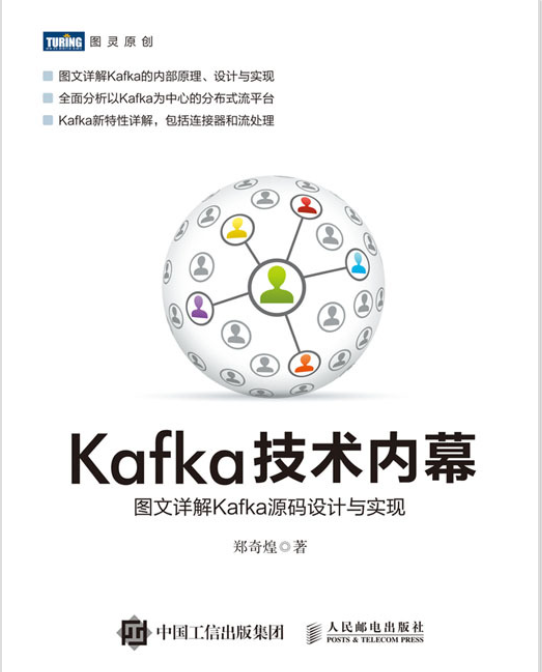 TURING 图灵原创
图文详解Kafka的内部原理、设计与实现
全面分析以Kafka为中心的分布式流平台
Kafka新特性详解，包括连接器和流处理
Kafka技术内幕
图文详解Kafka源码设计与实现
郑奇煌◎著
中国工信出版集团 人民邮电出版社
POSTS & TELECOM PRESS